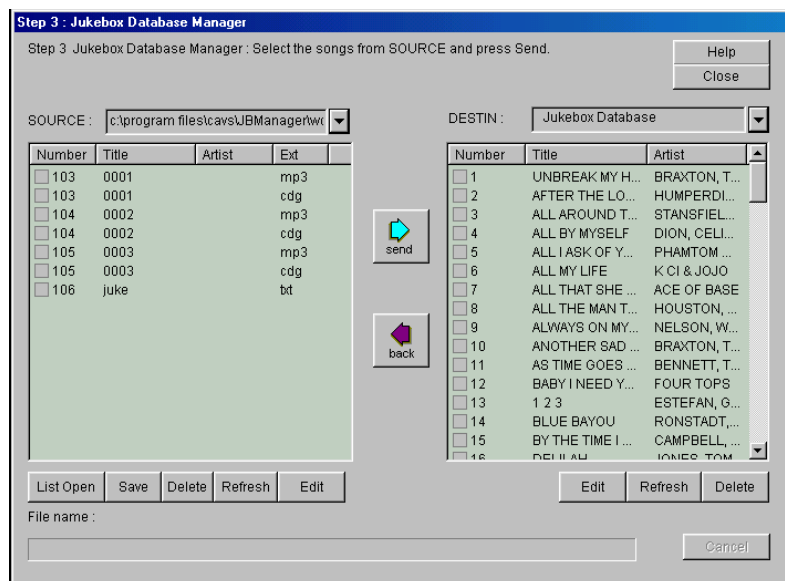 Step 3 : Jukebox Database Manager
Step 3 Jukebox Database Manager : Select the songs from SOURCE and press Send.
Help
Close
SOURCE : c:\program files\cavs\JBManager\w
DESTIN : Jukebox Database
Number Title Artist Ext
103 0001 mp3
103 0001 cdg
104 0002 mp3
104 0002 cdg
105 0003 mp3
105 0003 cdg
106 juke txt
send
back
Number Title Artist
1 UNBREAK MY H... BRAXTON, T...
2 AFTER THE LO... HUMPERDI...
3 ALL AROUND T... STANSFIEL...
4 ALL BY MYSELF DION, CELI...
5 ALL I ASK OF Y... PHAMTOM ...
6 ALL MY LIFE K CI & JOJO
7 ALL THAT SHE ... ACE OF BASE
8 ALL THE MAN T... HOUSTON, ...
9 ALWAYS ON MY... NELSON, W...
10 ANOTHER SAD ... BRAXTON, T...
11 AS TIME GOES ... BENNETT, T...
12 BABY I NEED Y... FOUR TOPS
13 1 2 3 ESTEFAN, G...
14 BLUE BAYOU RONSTADT,...
15 BY THE TIME I ... CAMPBELL, ...
16 DELILAH JONES, TOM
List Open Save Delete Refresh Edit
Edit Refresh Delete
File name :
Cancel